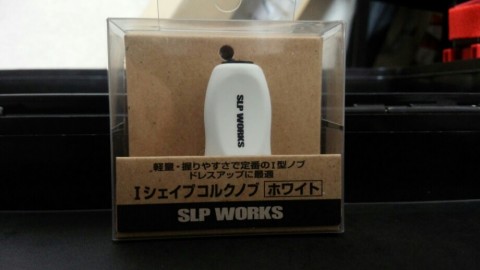 SLP WORKS
軽量・握りやすさで定番のI型ノブ
ドレスアップに最適
Iシェイプコルクノブ ホワイト
SLP WORKS